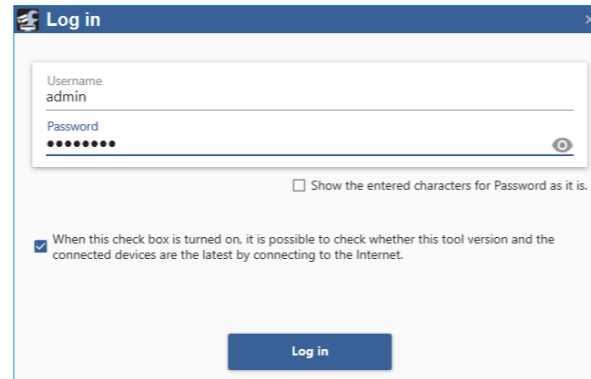 Log in
Username
admin
Password
••••••••
Show the entered characters for Password as it is.
When this check box is turned on, it is possible to check whether this tool version and the
connected devices are the latest by connecting to the Internet.
Log in